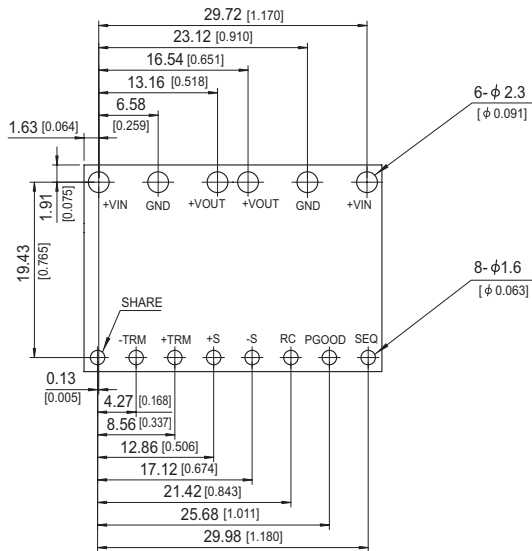 29.72 [1.170]
23.12 [0.910]
16.54 [0.651]
13.16 [0.518]
6.58
[0.259]
1.63 [0.064]
6-ϕ2.3
[ϕ0.091]
1.91
[0.075]
+VIN GND +VOUT +VOUT GND +VIN
19.43
[0.765]
8-ϕ1.6
[ϕ0.063]
SHARE
-TRM +TRM +S -S RC PGOOD SEQ
0.13
[0.005]
4.27 [0.168]
8.56 [0.337]
12.86 [0.506]
17.12 [0.674]
21.42 [0.843]
25.68 [1.011]
29.98 [1.180]